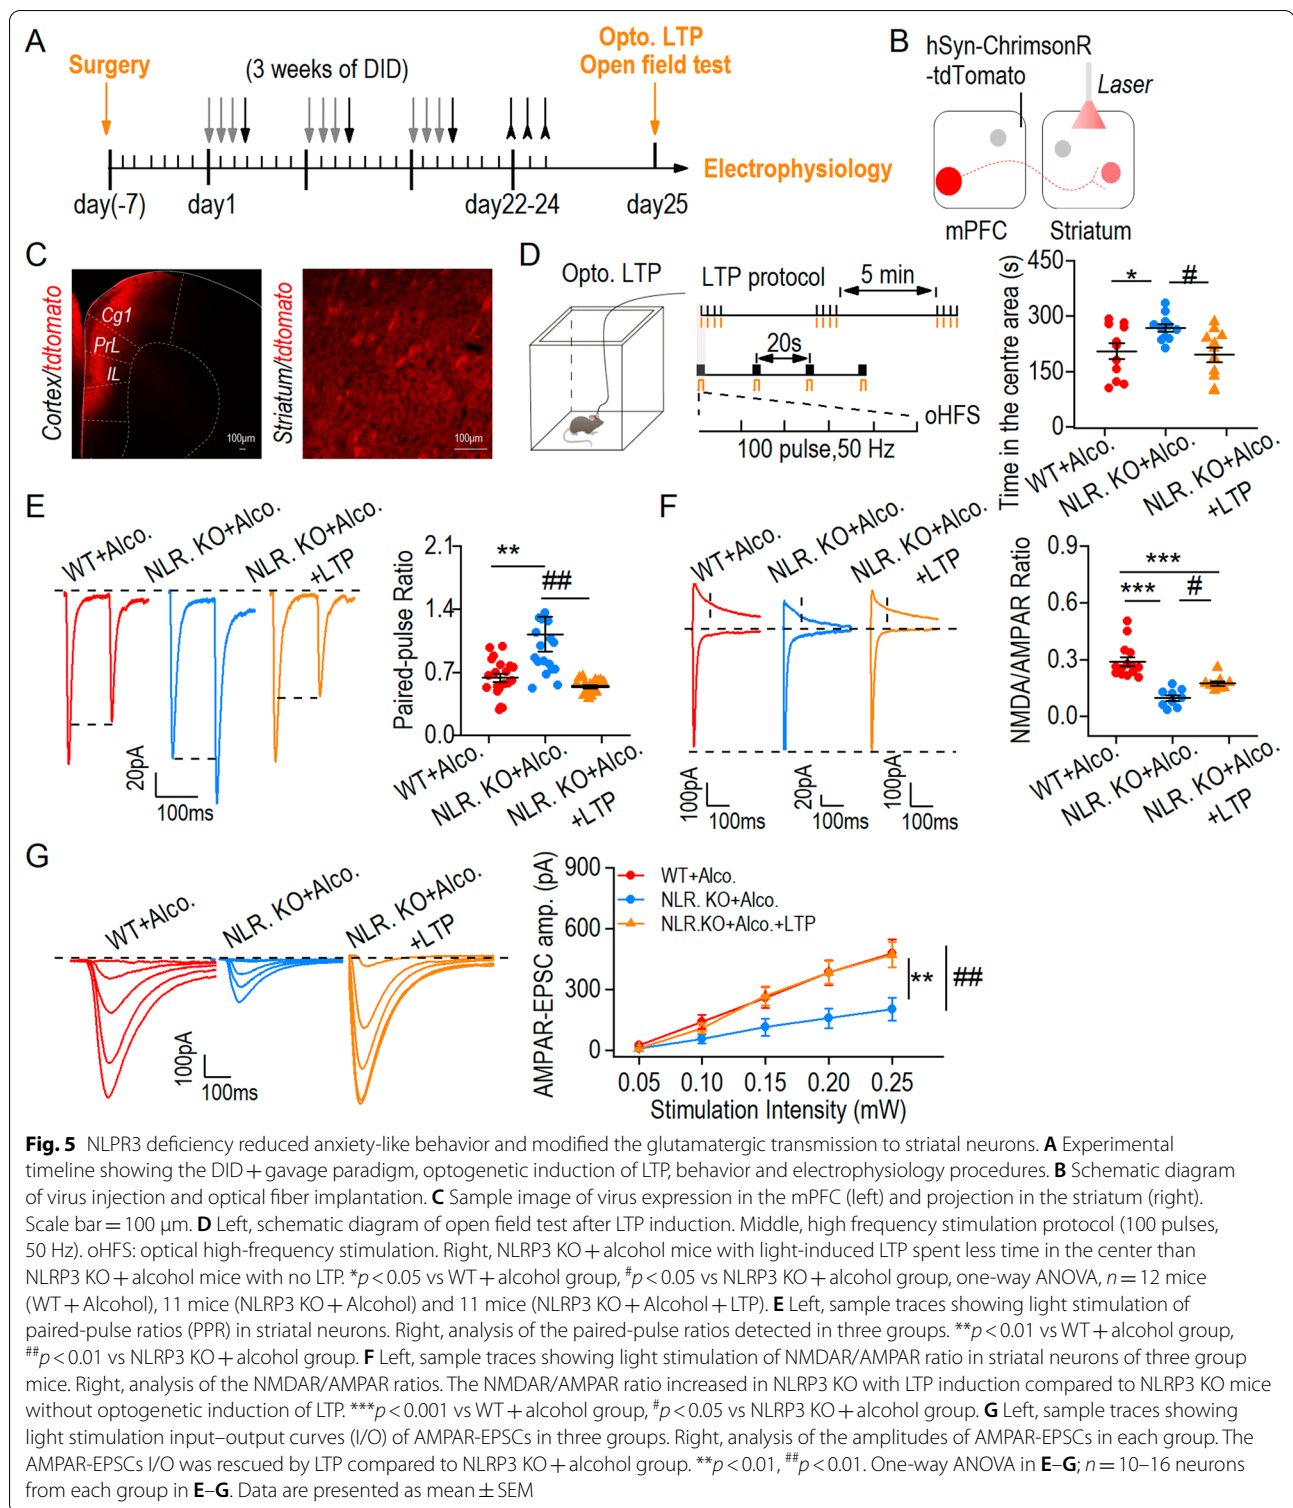 A
Surgery
(3 weeks of DID)
Opto. LTP
Open field test
Electrophysiology
day(-7)
day1
day22-24
day25
B
hSyn-ChrimsonR
-tdTomato
Laser
mPFC
Striatum
C
Cortex/tdtomato
Cg1
PrL
IL
100μm
Striatum/tdtomato
100μm
D
Opto. LTP
LTP protocol
5 min
20s
oHFS
100 pulse,50 Hz
Time in the centre area (s)
450
300
150
0
*
#
WT+Alco.
NLR. KO+Alco.
NLR. KO+Alco.
+LTP
E
WT+Alco.
NLR. KO+Alco.
NLR. KO+Alco.
+LTP
20pA
100ms
Paired-pulse Ratio
2.1
1.4
0.7
0.0
**
##
WT+Alco.
NLR. KO+Alco.
NLR. KO+Alco.
+LTP
F
WT+Alco.
NLR. KO+Alco.
NLR. KO+Alco.
+LTP
100pA
100ms
20pA
100ms
100pA
100ms
NMDA/AMPAR Ratio
0.9
0.6
0.3
0.0
***
***
#
WT+Alco.
NLR. KO+Alco.
NLR. KO+Alco.
+LTP
G
WT+Alco.
NLR. KO+Alco.
NLR. KO+Alco.
+LTP
100pA
100ms
AMPAR-EPSC amp. (pA)
900
600
300
0
WT+Alco.
NLR. KO+Alco.
NLR.KO+Alco.+LTP
**
##
0.05 0.10 0.15 0.20 0.25
Stimulation Intensity (mW)
Fig. 5 NLPR3 deficiency reduced anxiety-like behavior and modified the glutamatergic transmission to striatal neurons. A Experimental
timeline showing the DID + gavage paradigm, optogenetic induction of LTP, behavior and electrophysiology procedures. B Schematic diagram
of virus injection and optical fiber implantation. C Sample image of virus expression in the mPFC (left) and projection in the striatum (right).
Scale bar = 100 μm. D Left, schematic diagram of open field test after LTP induction. Middle, high frequency stimulation protocol (100 pulses,
50 Hz). oHFS: optical high-frequency stimulation. Right, NLRP3 KO + alcohol mice with light-induced LTP spent less time in the center than
NLRP3 KO + alcohol mice with no LTP. *p < 0.05 vs WT + alcohol group, #p < 0.05 vs NLRP3 KO + alcohol group, one-way ANOVA, n = 12 mice
(WT + Alcohol), 11 mice (NLRP3 KO + Alcohol) and 11 mice (NLRP3 KO + Alcohol + LTP). E Left, sample traces showing light stimulation of
paired-pulse ratios (PPR) in striatal neurons. Right, analysis of the paired-pulse ratios detected in three groups. **p < 0.01 vs WT + alcohol group,
##p < 0.01 vs NLRP3 KO + alcohol group. F Left, sample traces showing light stimulation of NMDAR/AMPAR ratio in striatal neurons of three group
mice. Right, analysis of the NMDAR/AMPAR ratios. The NMDAR/AMPAR ratio increased in NLRP3 KO with LTP induction compared to NLRP3 KO mice
without optogenetic induction of LTP. ***p < 0.001 vs WT + alcohol group, #p < 0.05 vs NLRP3 KO + alcohol group. G Left, sample traces showing
light stimulation input–output curves (I/O) of AMPAR-EPSCs in three groups. Right, analysis of the amplitudes of AMPAR-EPSCs in each group. The
AMPAR-EPSCs I/O was rescued by LTP compared to NLRP3 KO + alcohol group. **p < 0.01, ##p < 0.01. One-way ANOVA in E–G; n = 10–16 neurons
from each group in E–G. Data are presented as mean ± SEM